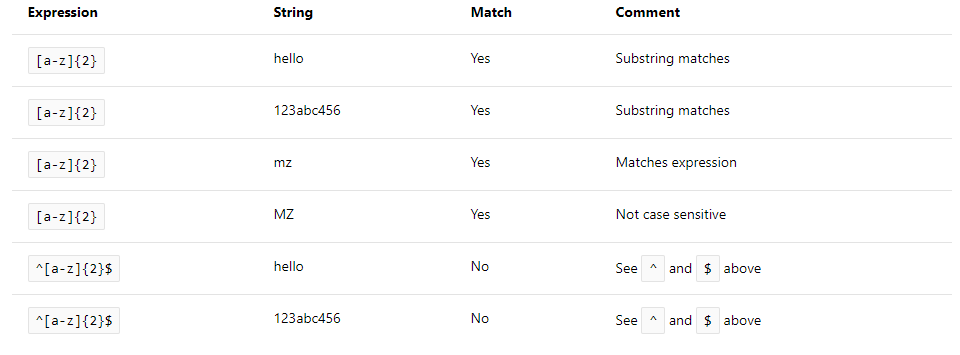 Expression String Match Comment
[a-z]{2} hello Yes Substring matches
[a-z]{2} 123abc456 Yes Substring matches
[a-z]{2} mz Yes Matches expression
[a-z]{2} MZ Yes Not case sensitive
^[a-z]{2}$ hello No See ^ and $ above
^[a-z]{2}$ 123abc456 No See ^ and $ above